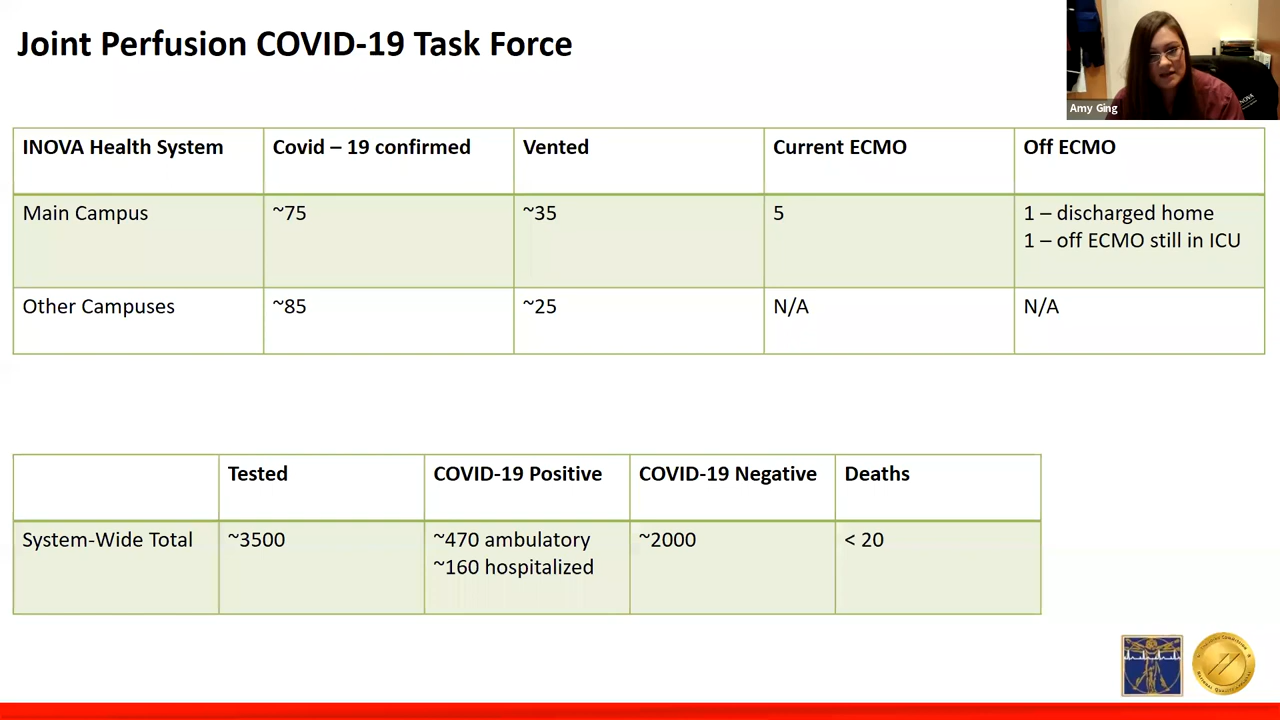 Joint Perfusion COVID-19 Task Force
Amy Ging
INOVA Health System
Covid – 19 confirmed
Vented
Current ECMO
Off ECMO
Main Campus
~75
~35
5
1 – discharged home
1 – off ECMO still in ICU
Other Campuses
~85
~25
N/A
N/A
Tested
COVID-19 Positive
COVID-19 Negative
Deaths
System-Wide Total
~3500
~470 ambulatory
~160 hospitalized
~2000
< 20